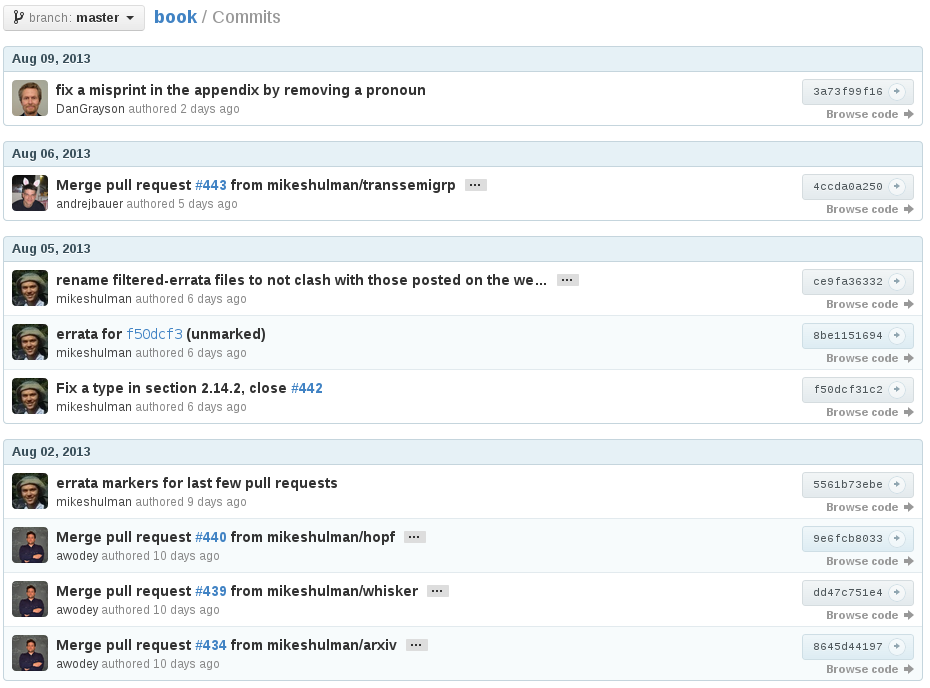 branch: master book / Commits
Aug 09, 2013
fix a misprint in the appendix by removing a pronoun
3a73f99f16
DanGrayson authored 2 days ago
Browse code
Aug 06, 2013
Merge pull request #443 from mikeshulman/transsemigrp ...
4ccda0a250
andrejbauer authored 5 days ago
Browse code
Aug 05, 2013
rename filtered-errata files to not clash with those posted on the we... ...
ce9fa36332
mikeshulman authored 6 days ago
Browse code
errata for f50dcf3 (unmarked)
8be1151694
mikeshulman authored 6 days ago
Browse code
Fix a type in section 2.14.2, close #442
f50dcf31c2
mikeshulman authored 6 days ago
Browse code
Aug 02, 2013
errata markers for last few pull requests
5561b73ebe
mikeshulman authored 9 days ago
Browse code
Merge pull request #440 from mikeshulman/hopf ...
9e6fcb8033
awodey authored 10 days ago
Browse code
Merge pull request #439 from mikeshulman/whisker ...
dd47c751e4
awodey authored 10 days ago
Browse code
Merge pull request #434 from mikeshulman/arxiv ...
8645d44197
awodey authored 10 days ago
Browse code